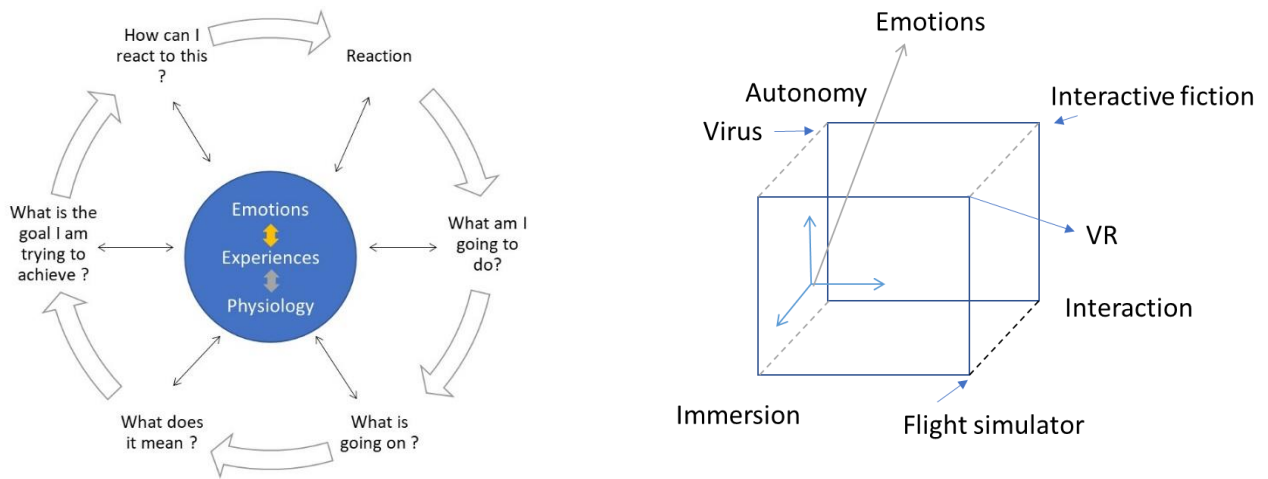 How can I
react to this
?
Reaction
What am I
going to
do?
What is
going on ?
What does
it mean ?
What is the
goal I am
trying to
achieve ?
Emotions
Experiences
Physiology
Emotions
Autonomy
Virus
Interactive fiction
VR
Interaction
Immersion
Flight simulator